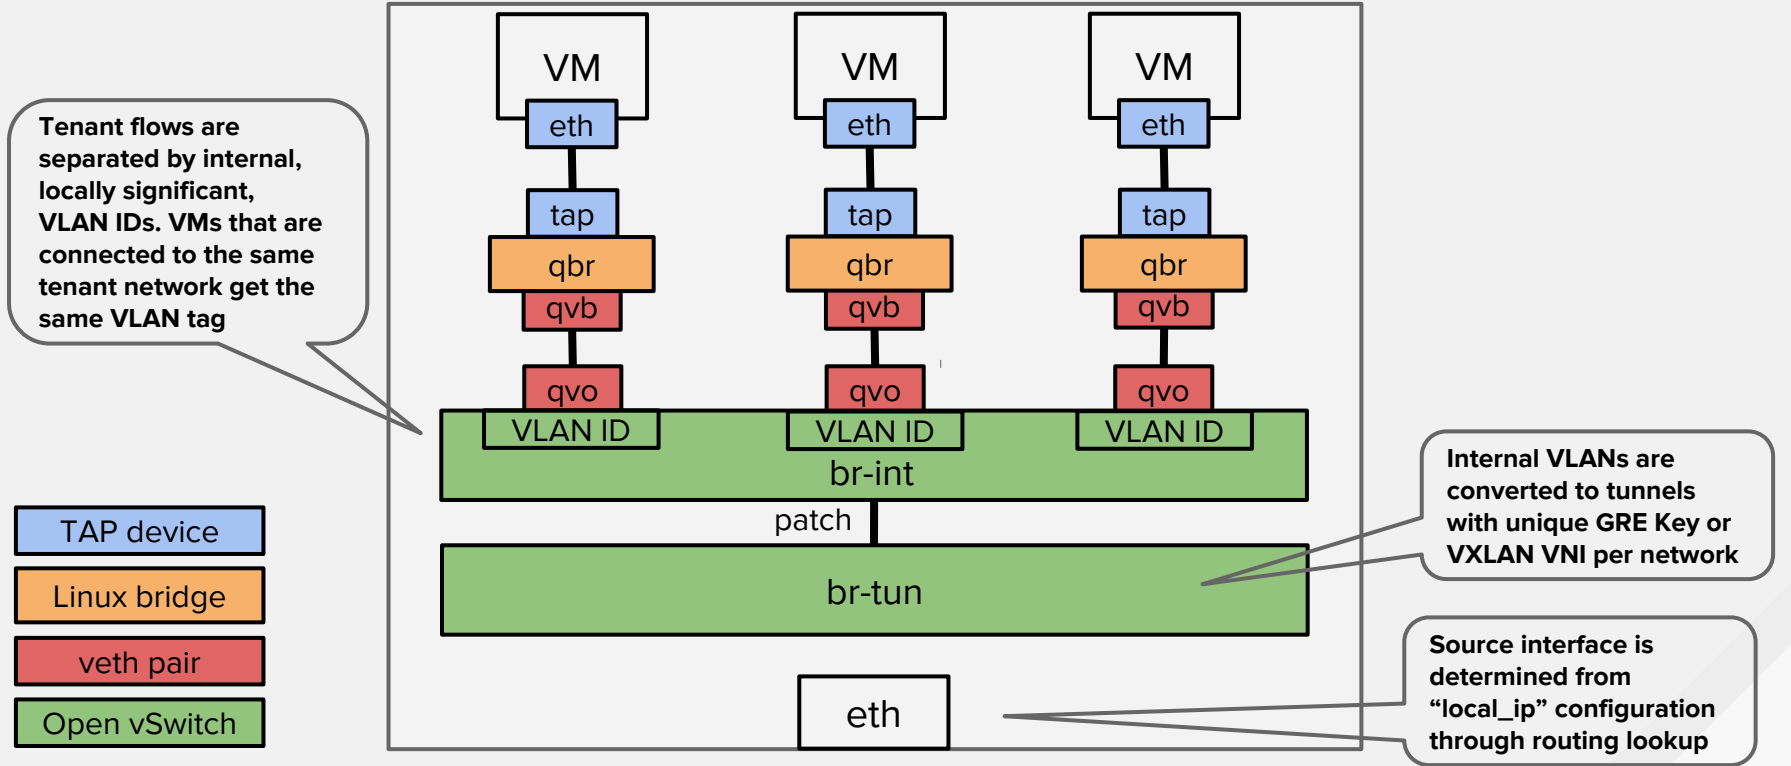 VM
VM
VM
eth
eth
eth
Tenant flows are
separated by internal,
locally significant,
VLAN IDs. VMs that are
connected to the same
tenant network get the
same VLAN tag
tap
tap
tap
qbr
qbr
qbr
qvb
qvb
qvb
qvo
qvo
qvo
VLAN ID
VLAN ID
VLAN ID
br-int
patch
br-tun
Internal VLANs are
converted to tunnels
with unique GRE Key or
VXLAN VNI per network
TAP device
Linux bridge
veth pair
Open vSwitch
eth
Source interface is
determined from
“local_ip” configuration
through routing lookup